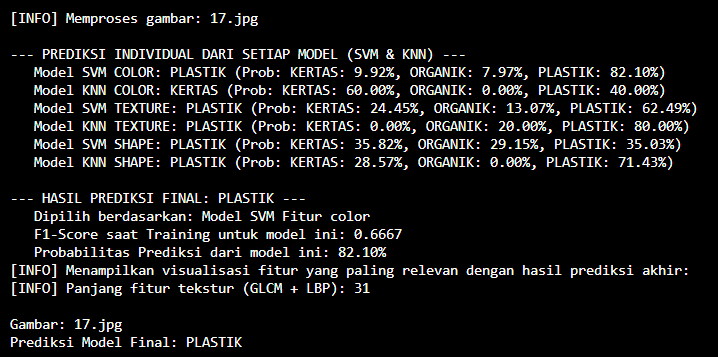 [INFO] Memproses gambar: 17.jpg
--- PREDIKSI INDIVIDUAL DARI SETIAP MODEL (SVM & KNN) ---
Model SVM COLOR: PLASTIK (Prob: KERTAS: 9.92%, ORGANIK: 7.97%, PLASTIK: 82.10%)
Model KNN COLOR: KERTAS (Prob: KERTAS: 60.00%, ORGANIK: 0.00%, PLASTIK: 40.00%)
Model SVM TEXTURE: PLASTIK (Prob: KERTAS: 24.45%, ORGANIK: 13.07%, PLASTIK: 62.49%)
Model KNN TEXTURE: PLASTIK (Prob: KERTAS: 0.00%, ORGANIK: 20.00%, PLASTIK: 80.00%)
Model SVM SHAPE: PLASTIK (Prob: KERTAS: 35.82%, ORGANIK: 29.15%, PLASTIK: 35.03%)
Model KNN SHAPE: PLASTIK (Prob: KERTAS: 28.57%, ORGANIK: 0.00%, PLASTIK: 71.43%)
--- HASIL PREDIKSI FINAL: PLASTIK ---
Dipilih berdasarkan: Model SVM Fitur color
F1-Score saat Training untuk model ini: 0.6667
Probabilitas Prediksi dari model ini: 82.10%
[INFO] Menampilkan visualisasi fitur yang paling relevan dengan hasil prediksi akhir:
[INFO] Panjang fitur tekstur (GLCM + LBP): 31
Gambar: 17.jpg
Prediksi Model Final: PLASTIK